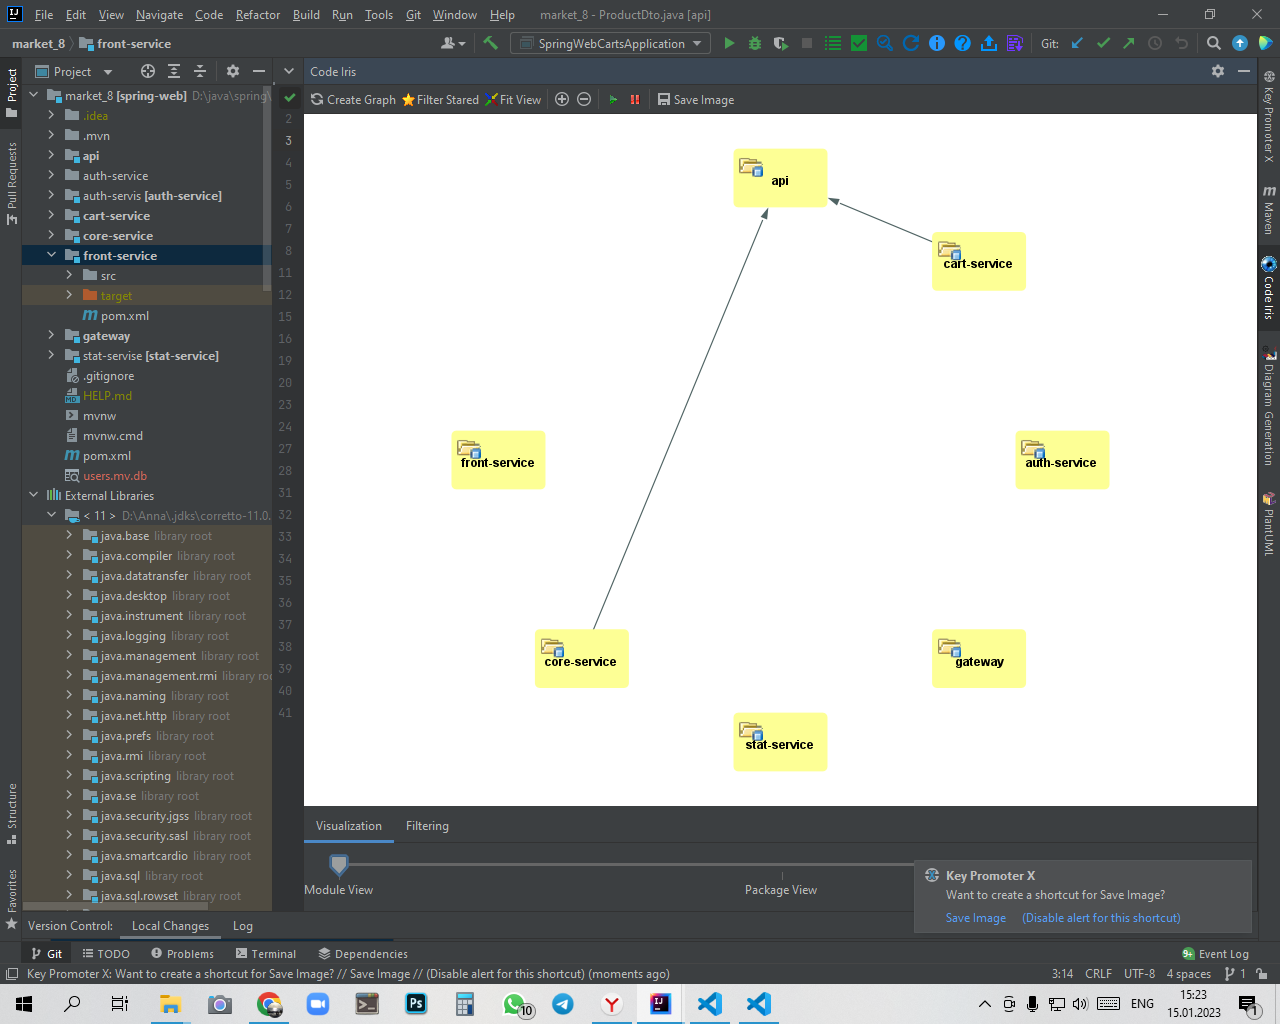 File Edit View Navigate Code Refactor Build Run Tools Git Window Help market_8 - ProductDto.java [api]
market_8 front-service SpringWebCartsApplication Git:
Project Code Iris
Create Graph Filter Stared Fit View Save Image
Project
Pull Requests
Structure
Favorites
market_8 [spring-web] D:\java\spring\
.idea
.mvn
api
auth-service
auth-servis [auth-service]
cart-service
core-service
front-service
src
target
pom.xml
gateway
stat-servise [stat-service]
.gitignore
HELP.md
mvnw
mvnw.cmd
pom.xml
users.mv.db
External Libraries
< 11 > D:\Anna\.jdks\corretto-11.0.
java.base library root
java.compiler library root
java.datatransfer library root
java.desktop library root
java.instrument library root
java.logging library root
java.management library root
java.management.rmi library roo
java.naming library root
java.net.http library root
java.prefs library root
java.rmi library root
java.scripting library root
java.se library root
java.security.jgss library root
java.security.sasl library root
java.smartcardio library root
java.sql library root
java.sql.rowset library root
2
3
4
5
6
7
8
11
12
15
16
19
20
23
24
27
28
31
32
33
34
35
36
37
38
39
40
41
api
cart-service
front-service
auth-service
core-service
gateway
stat-service
Key Promoter X
Maven
Code Iris
Diagram Generation
PlantUML
Visualization Filtering
Module View Package View
Key Promoter X
Want to create a shortcut for Save Image?
Save Image (Disable alert for this shortcut)
Version Control: Local Changes Log
Git TODO Problems Terminal Dependencies 9+ Event Log
Key Promoter X: Want to create a shortcut for Save Image? // Save Image // (Disable alert for this shortcut) (moments ago) 3:14 CRLF UTF-8 4 spaces 1
Ps 10 Y ENG 15:23
15.01.2023 1